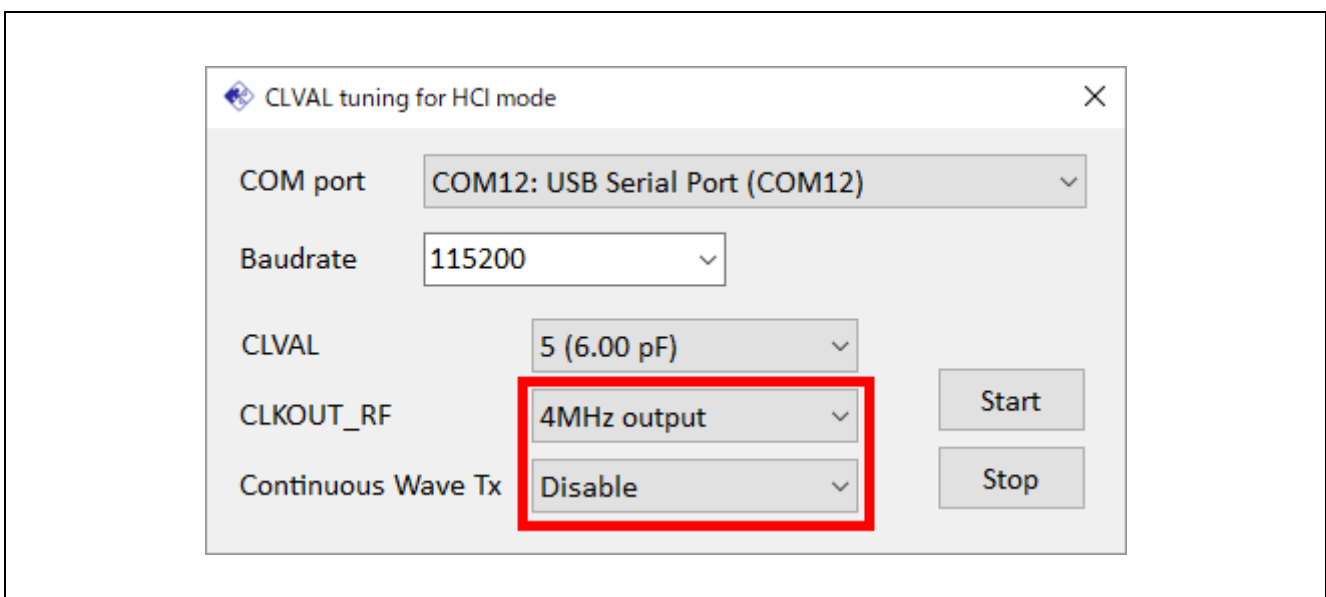 CLVAL tuning for HCI mode
COM port COM12: USB Serial Port (COM12)
Baudrate 115200
CLVAL 5 (6.00 pF)
CLKOUT_RF 4MHz output Start
Continuous Wave Tx Disable Stop